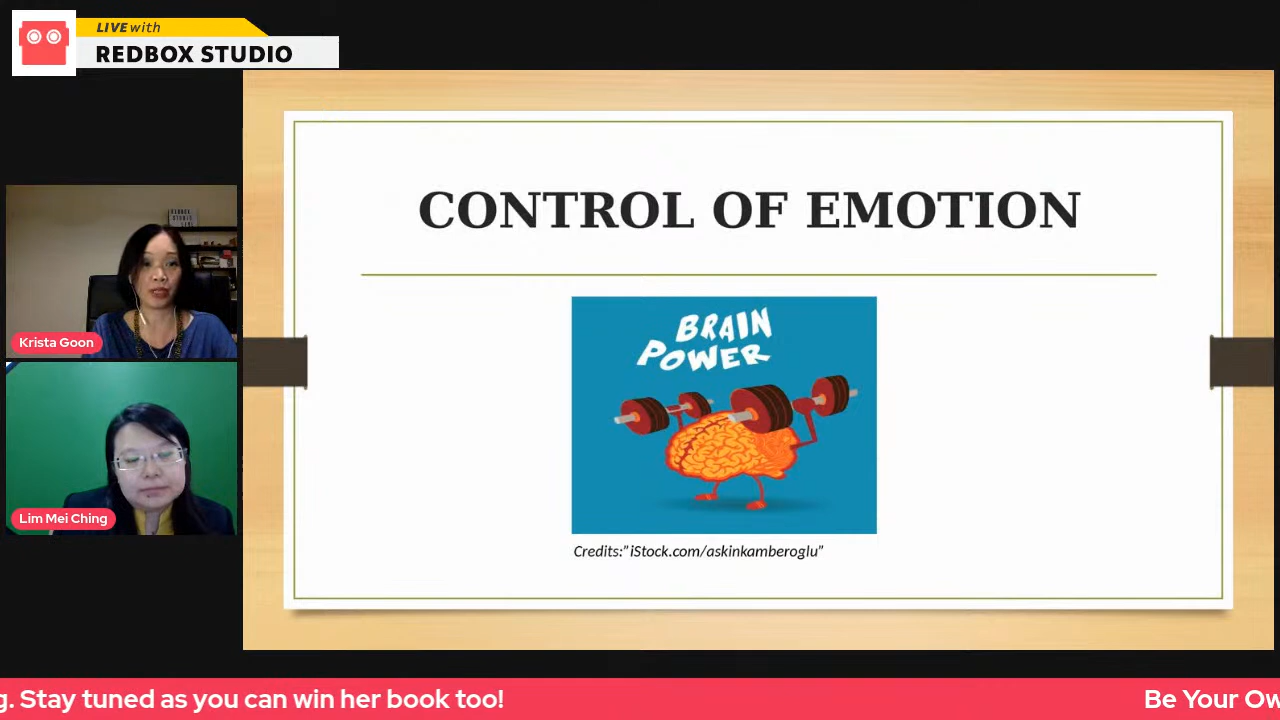 LIVE with
REDBOX STUDIO
CONTROL OF EMOTION
BRAIN
POWER
Credits:"iStock.com/askinkamberoglu"
Krista Goon
Lim Mei Ching
g. Stay tuned as you can win her book too!
Be Your Ow